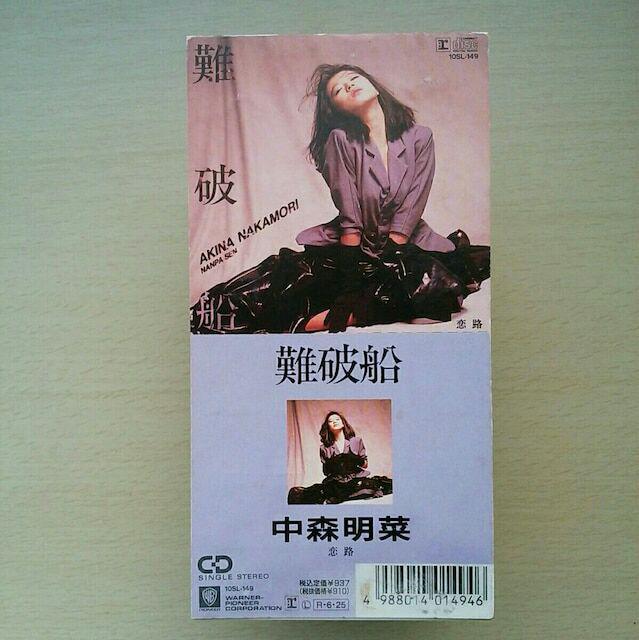 難破船
disc
10SL-149
AKINA NAKAMORI
NANPA SEN
恋路
難破船
中森明菜
恋路
CD
SINGLE STEREO
10SL-149
WARNER-
PIONEER
CORPORATION
税込定価¥937
(税抜価格¥910)
L R·6·25
4 988014 014946